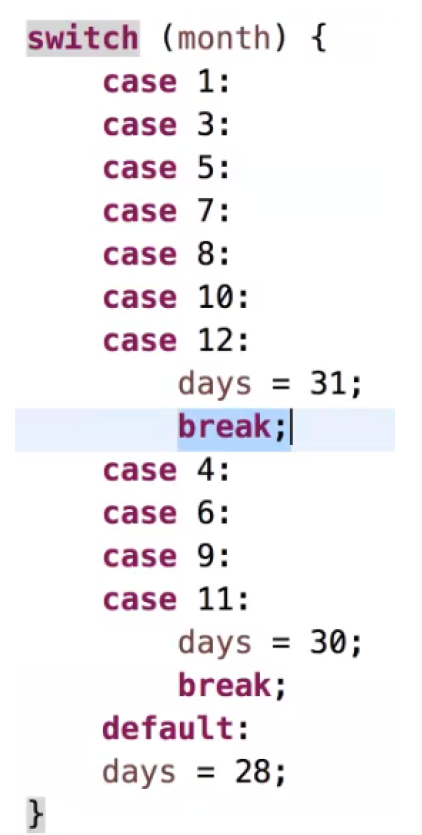 switch (month) {
case 1:
case 3:
case 5:
case 7:
case 8:
case 10:
case 12:
days = 31;
break;
case 4:
case 6:
case 9:
case 11:
days = 30;
break;
default:
days = 28;
}